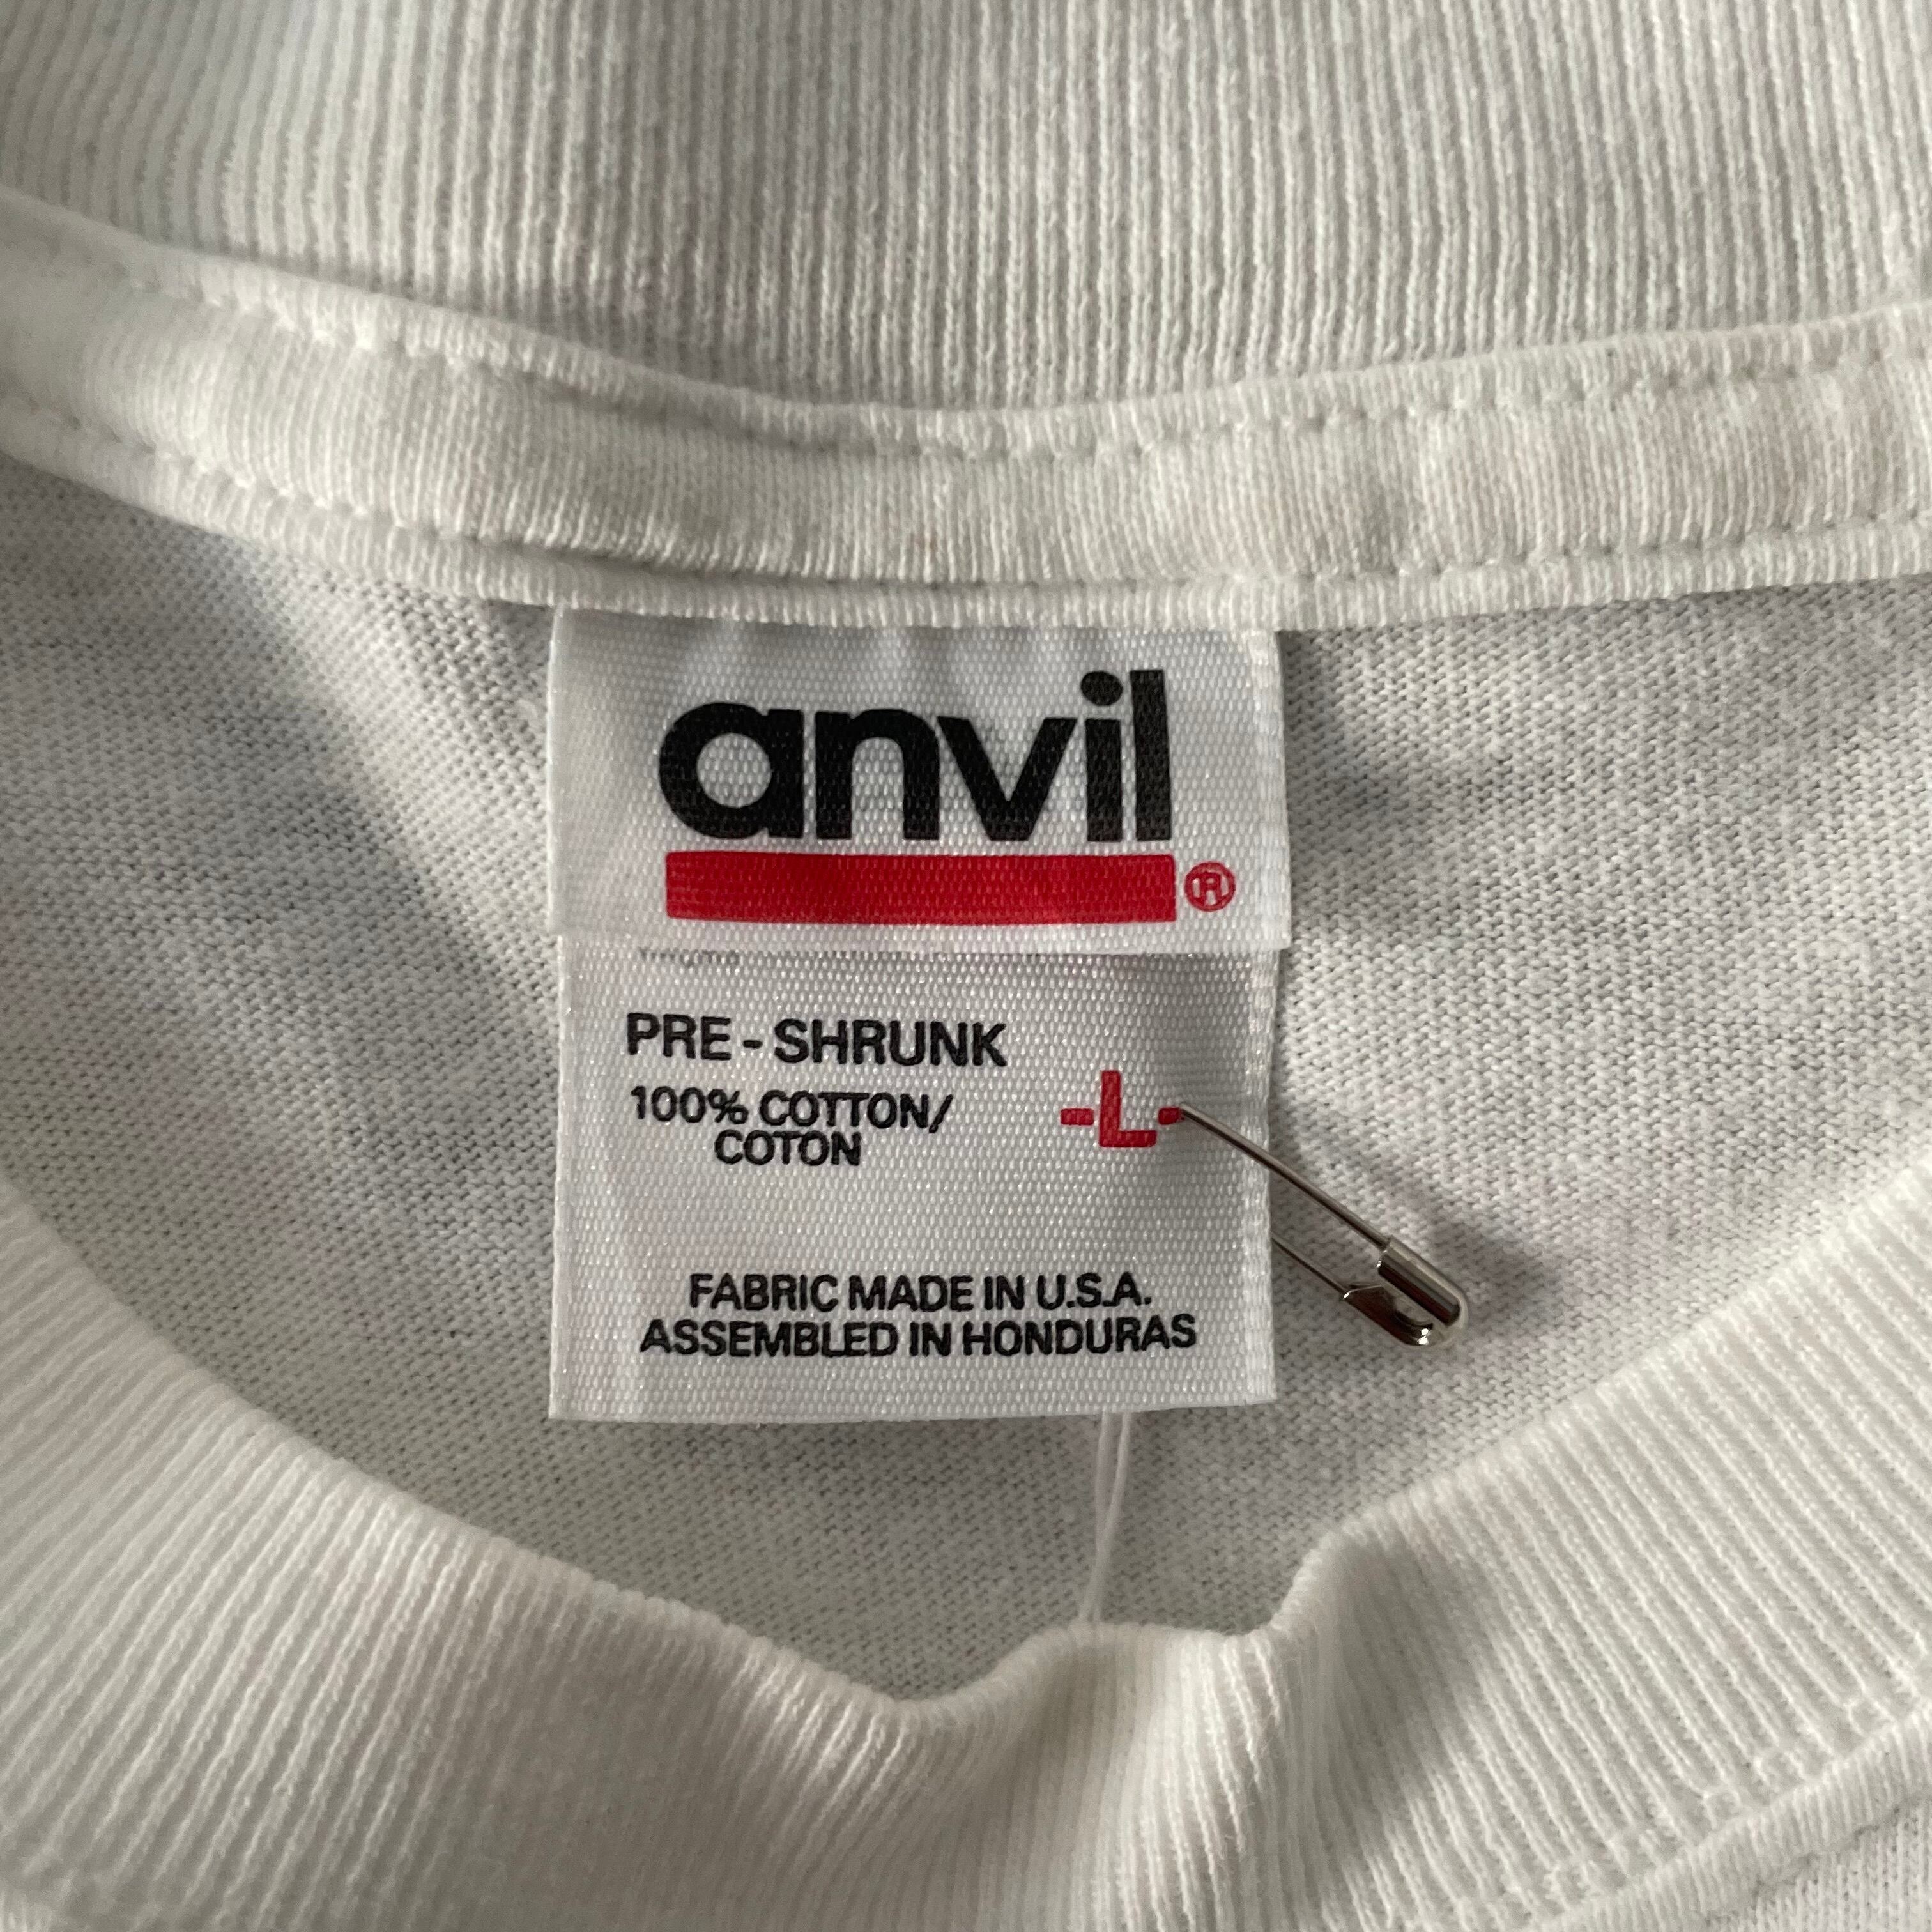 anvil
®
PRE-SHRUNK
100% COTTON/
COTON
-L-
FABRIC MADE IN U.S.A.
ASSEMBLED IN HONDURAS